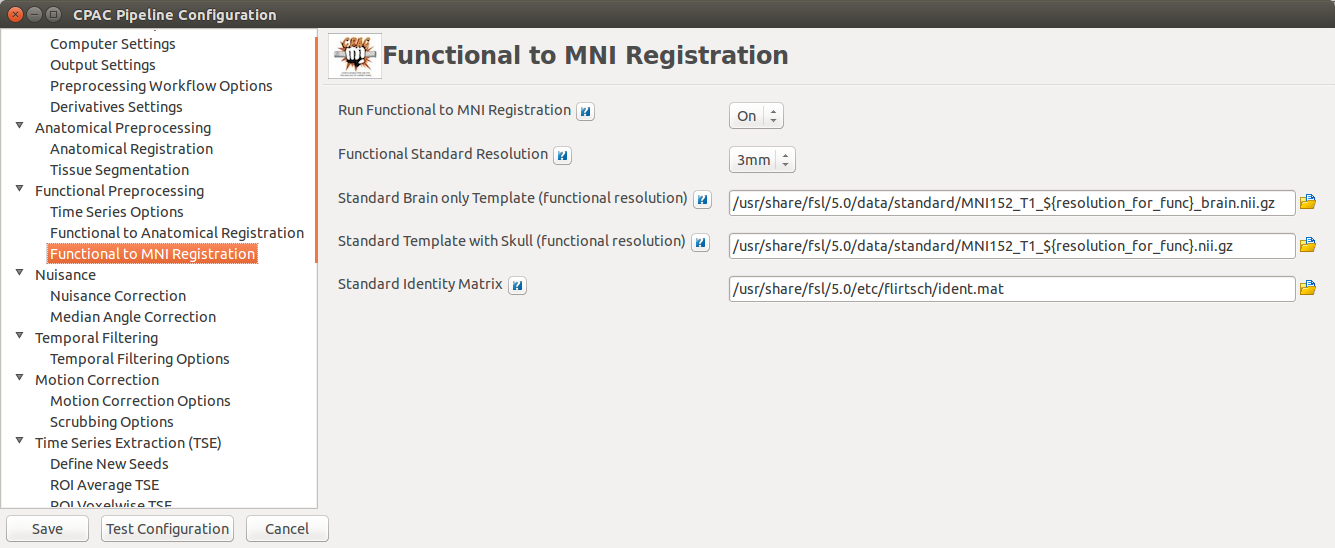 CPAC Pipeline Configuration
Computer Settings
Output Settings
Preprocessing Workflow Options
Derivatives Settings
Anatomical Preprocessing
Anatomical Registration
Tissue Segmentation
Functional Preprocessing
Time Series Options
Functional to Anatomical Registration
Functional to MNI Registration
Nuisance
Nuisance Correction
Median Angle Correction
Temporal Filtering
Temporal Filtering Options
Motion Correction
Motion Correction Options
Scrubbing Options
Time Series Extraction (TSE)
Define New Seeds
ROI Average TSE
ROI Voxelwise TSE
Save Test Configuration Cancel
CPAC
Functional to MNI Registration
Run Functional to MNI Registration ? On
Functional Standard Resolution ? 3mm
Standard Brain only Template (functional resolution) ? /usr/share/fsl/5.0/data/standard/MNI152_T1_${resolution_for_func}_brain.nii.gz
Standard Template with Skull (functional resolution) ? /usr/share/fsl/5.0/data/standard/MNI152_T1_${resolution_for_func}.nii.gz
Standard Identity Matrix ? /usr/share/fsl/5.0/etc/flirtsch/ident.mat